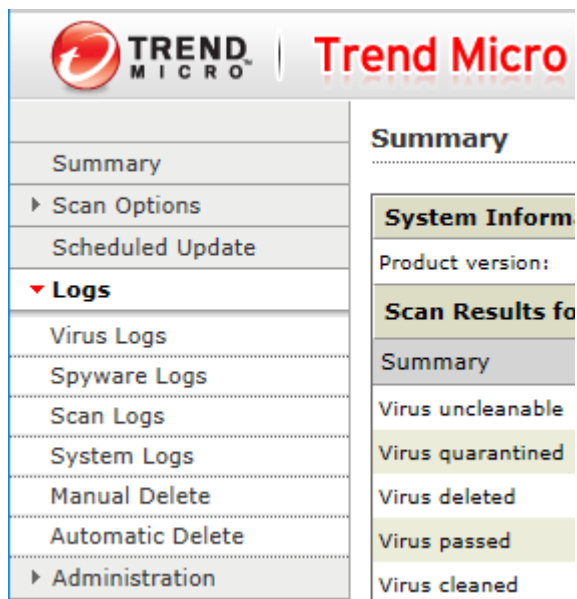 TREND MICRO™ Trend Micro
Summary
Scan Options
Scheduled Update
Logs
Virus Logs
Spyware Logs
Scan Logs
System Logs
Manual Delete
Automatic Delete
Administration
Summary
System Informa
Product version:
Scan Results fo
Summary
Virus uncleanable
Virus quarantined
Virus deleted
Virus passed
Virus cleaned